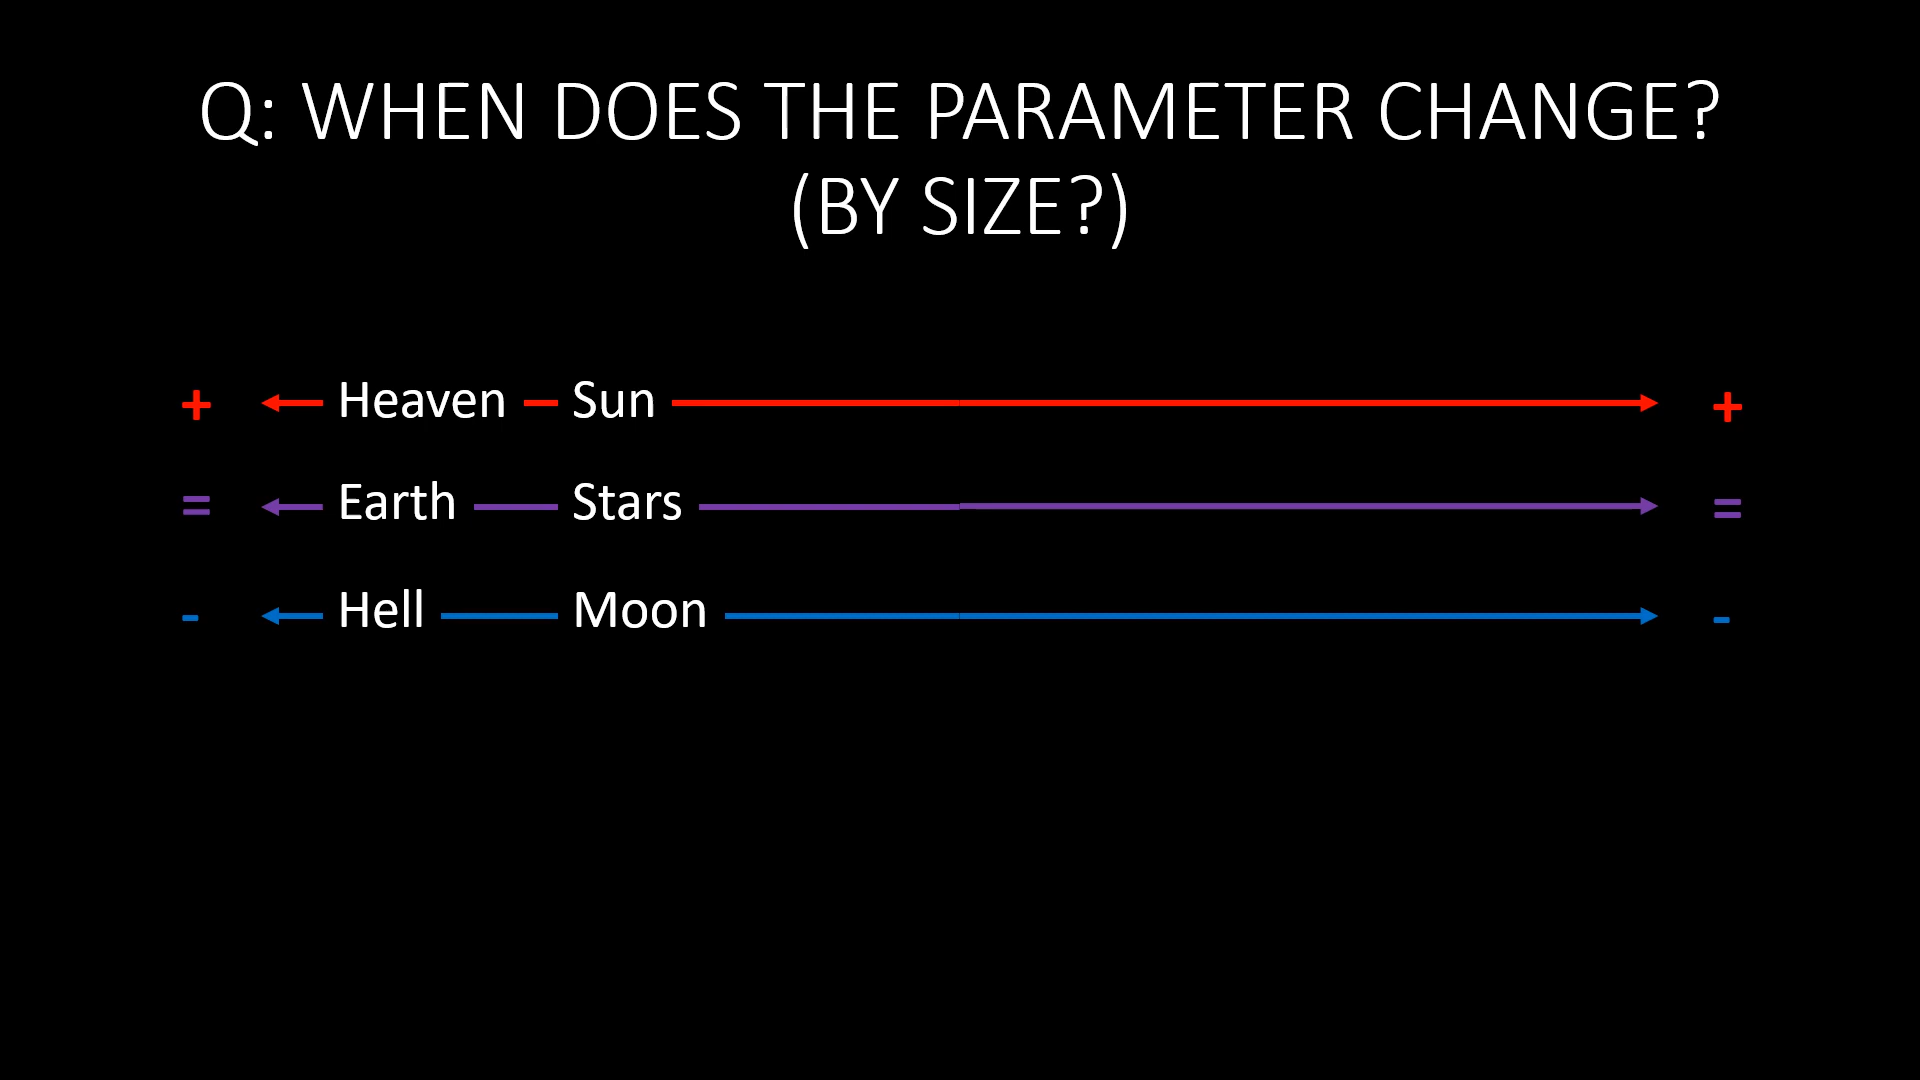 Q: WHEN DOES THE PARAMETER CHANGE?
(BY SIZE?)
+ Heaven Sun +
= Earth Stars =
- Hell Moon -